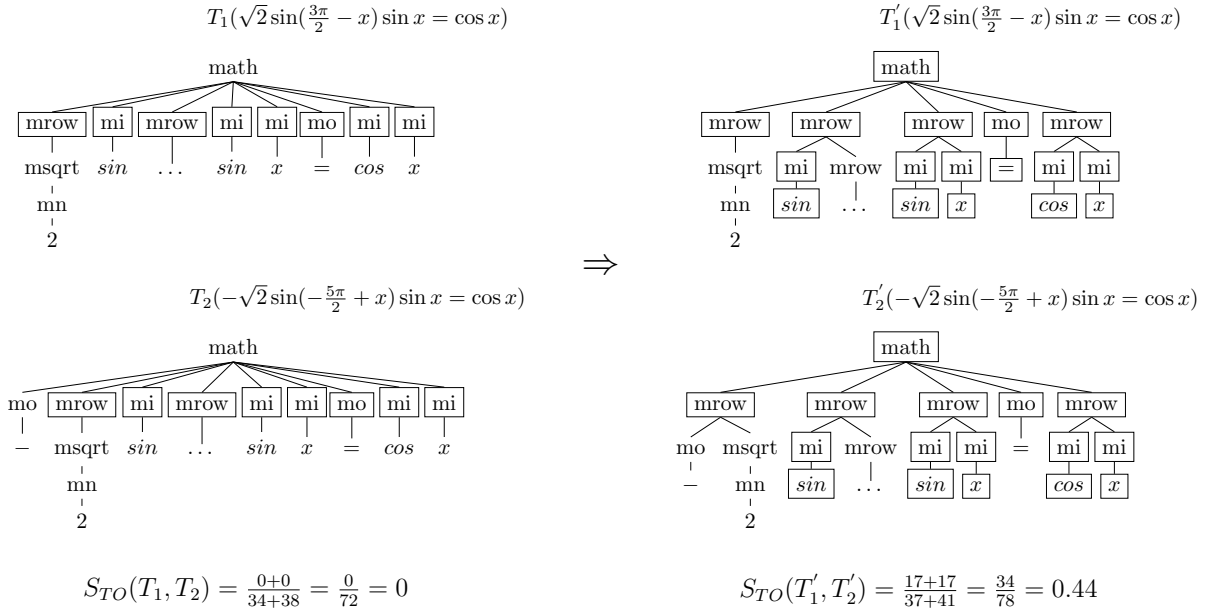 T₁(√2 sin(3π/2 − x) sin x = cos x)
math
mrow mi mrow mi mi mo mi mi
msqrt sin … sin x = cos x
mn
2
T₁′(√2 sin(3π/2 − x) sin x = cos x)
math
mrow mrow mrow mo mrow
msqrt mi mrow mi mi = mi mi
mn sin … sin x cos x
2
⇒
T₂(−√2 sin(−5π/2 + x) sin x = cos x)
math
mo mrow mi mrow mi mi mo mi mi
− msqrt sin … sin x = cos x
mn
2
T₂′(−√2 sin(−5π/2 + x) sin x = cos x)
math
mrow mrow mrow mo mrow
mo msqrt mi mrow mi mi = mi mi
− mn sin … sin x cos x
2
S_TO(T₁, T₂) = 0+0/34+38 = 0/72 = 0
S_TO(T₁′, T₂′) = 17+17/37+41 = 34/78 = 0.44